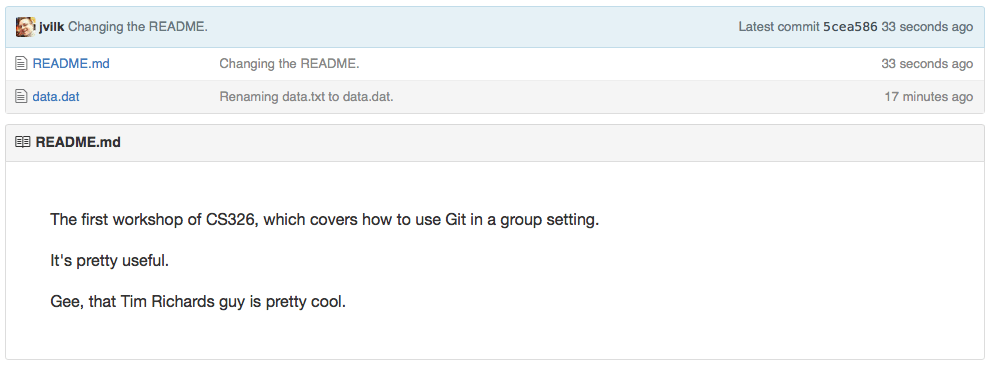 jvilk Changing the README. Latest commit 5cea586 33 seconds ago
README.md Changing the README. 33 seconds ago
data.dat Renaming data.txt to data.dat. 17 minutes ago
README.md
The first workshop of CS326, which covers how to use Git in a group setting.
It's pretty useful.
Gee, that Tim Richards guy is pretty cool.